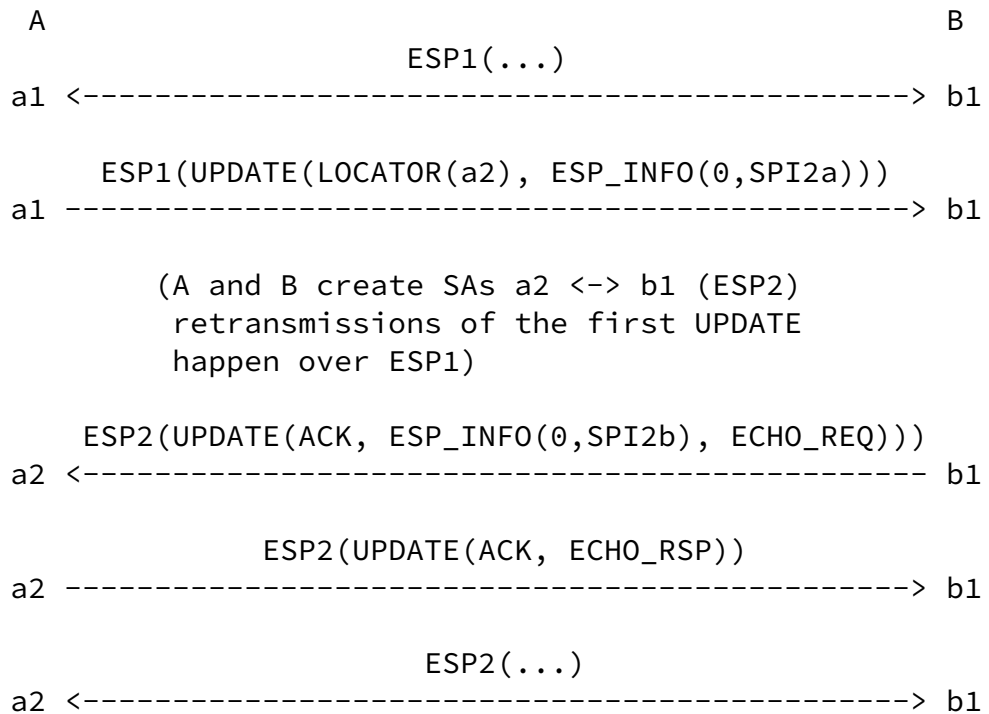 A B
ESP1(...)
a1 <-----------------------------------------------> b1
ESP1(UPDATE(LOCATOR(a2), ESP_INFO(0,SPI2a)))
a1 -----------------------------------------------> b1
(A and B create SAs a2 <-> b1 (ESP2)
retransmissions of the first UPDATE
happen over ESP1)
ESP2(UPDATE(ACK, ESP_INFO(0,SPI2b), ECHO_REQ)))
a2 <----------------------------------------------- b1
ESP2(UPDATE(ACK, ECHO_RSP))
a2 -----------------------------------------------> b1
ESP2(...)
a2 <-----------------------------------------------> b1